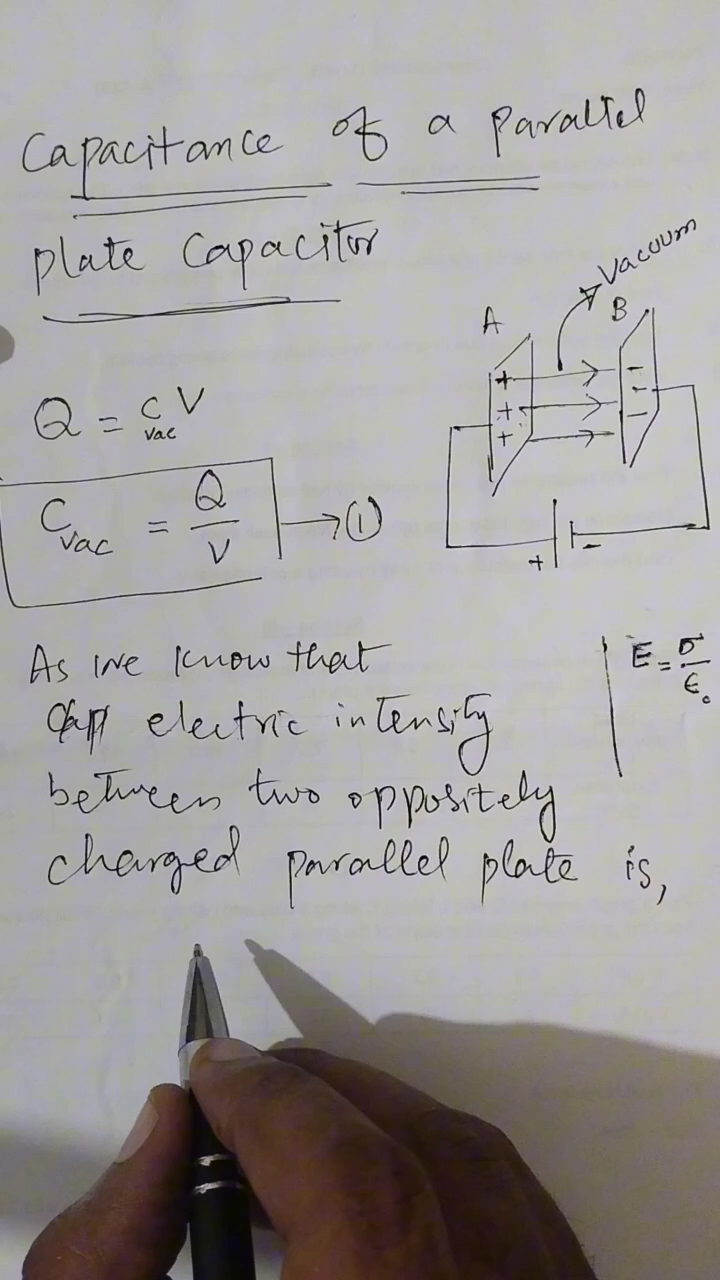 Capacitance of a parallel
plate Capacitor
Vacuum
A B
+ −
+ −
+ −
Q = C V
vac
C vac = Q/V → (1)
+ -
As we know that
electric intensity
between two oppositely
charged parallel plate is,
E = σ/ε₀